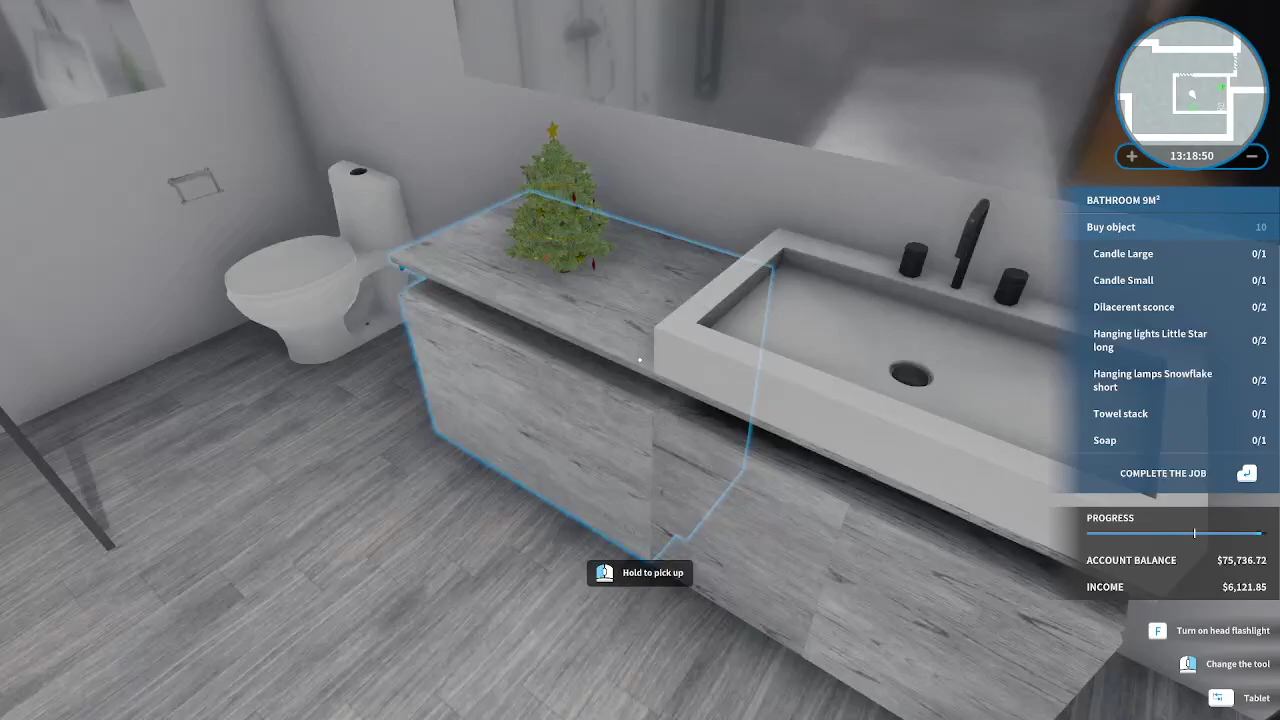 + 13:18:50 −
BATHROOM 9M²
Buy object 10
Candle Large 0/1
Candle Small 0/1
Dilacerent sconce 0/2
Hanging lights Little Star
long 0/2
Hanging lamps Snowflake
short 0/2
Towel stack 0/1
Soap 0/1
COMPLETE THE JOB
PROGRESS
ACCOUNT BALANCE $75,736.72
INCOME $6,121.85
Hold to pick up
F Turn on head flashlight
Change the tool
Tablet